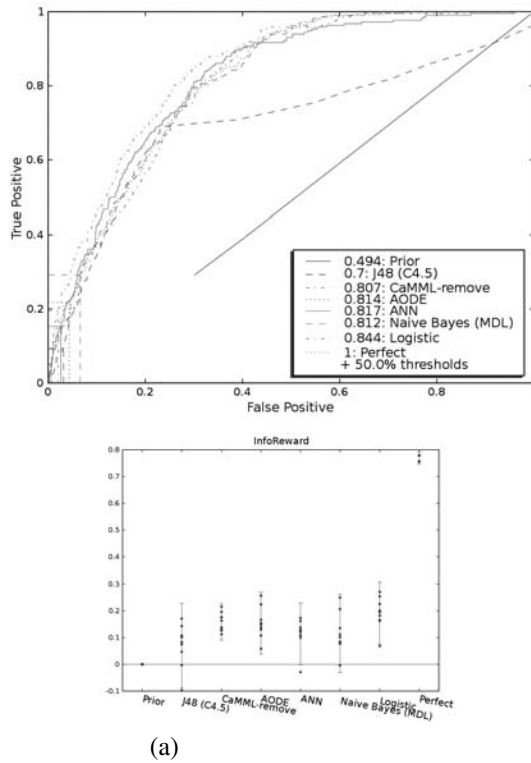 1
0.8
0.6
0.4
0.2
0
True Positive
0
0.2
0.4
0.6
0.8
False Positive
0.494: Prior
0.7: J48 (C4.5)
0.807: CaMML-remove
0.814: AODE
0.817: ANN
0.812: Naive Bayes (MDL)
0.844: Logistic
1: Perfect
+ 50.0% thresholds
InfoReward
0.8
0.7
0.6
0.5
0.4
0.3
0.2
0.1
0
-0.1
Prior
J48 (C4.5)
CaMML-remove
AODE
ANN
Naive Bayes (MDL)
Logistic
Perfect
(a)